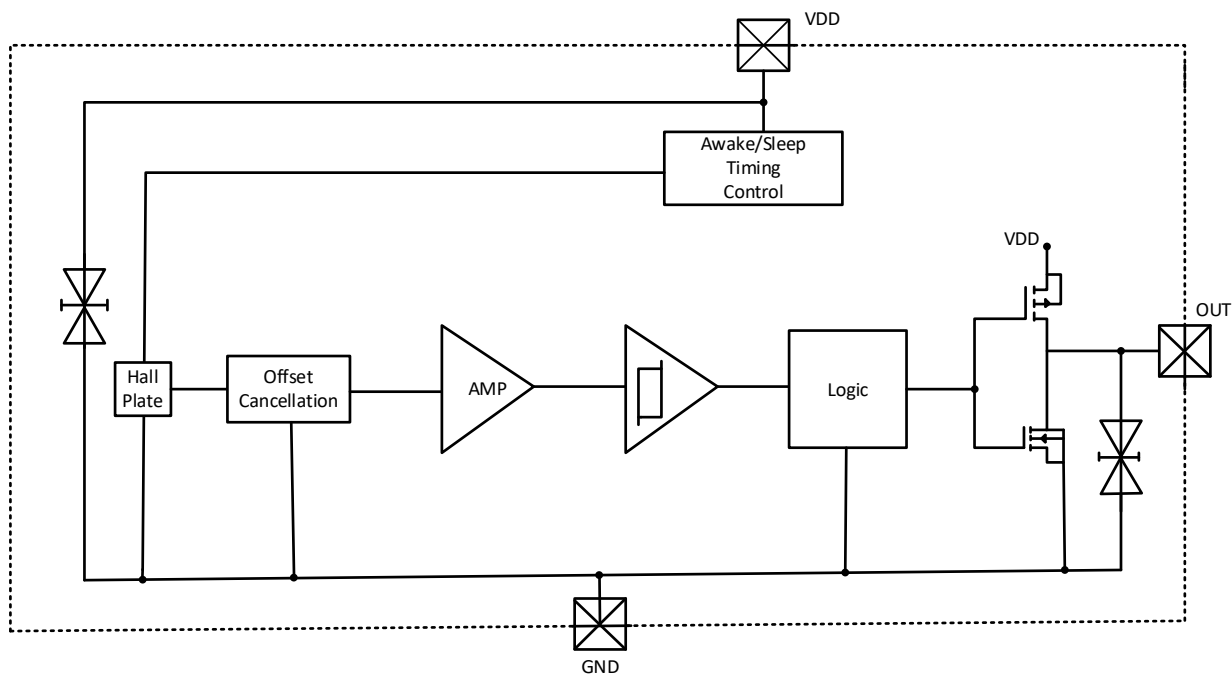 VDD
Awake/Sleep
Timing
Control
VDD
OUT
Hall
Plate
Offset
Cancellation
AMP
Logic
GND